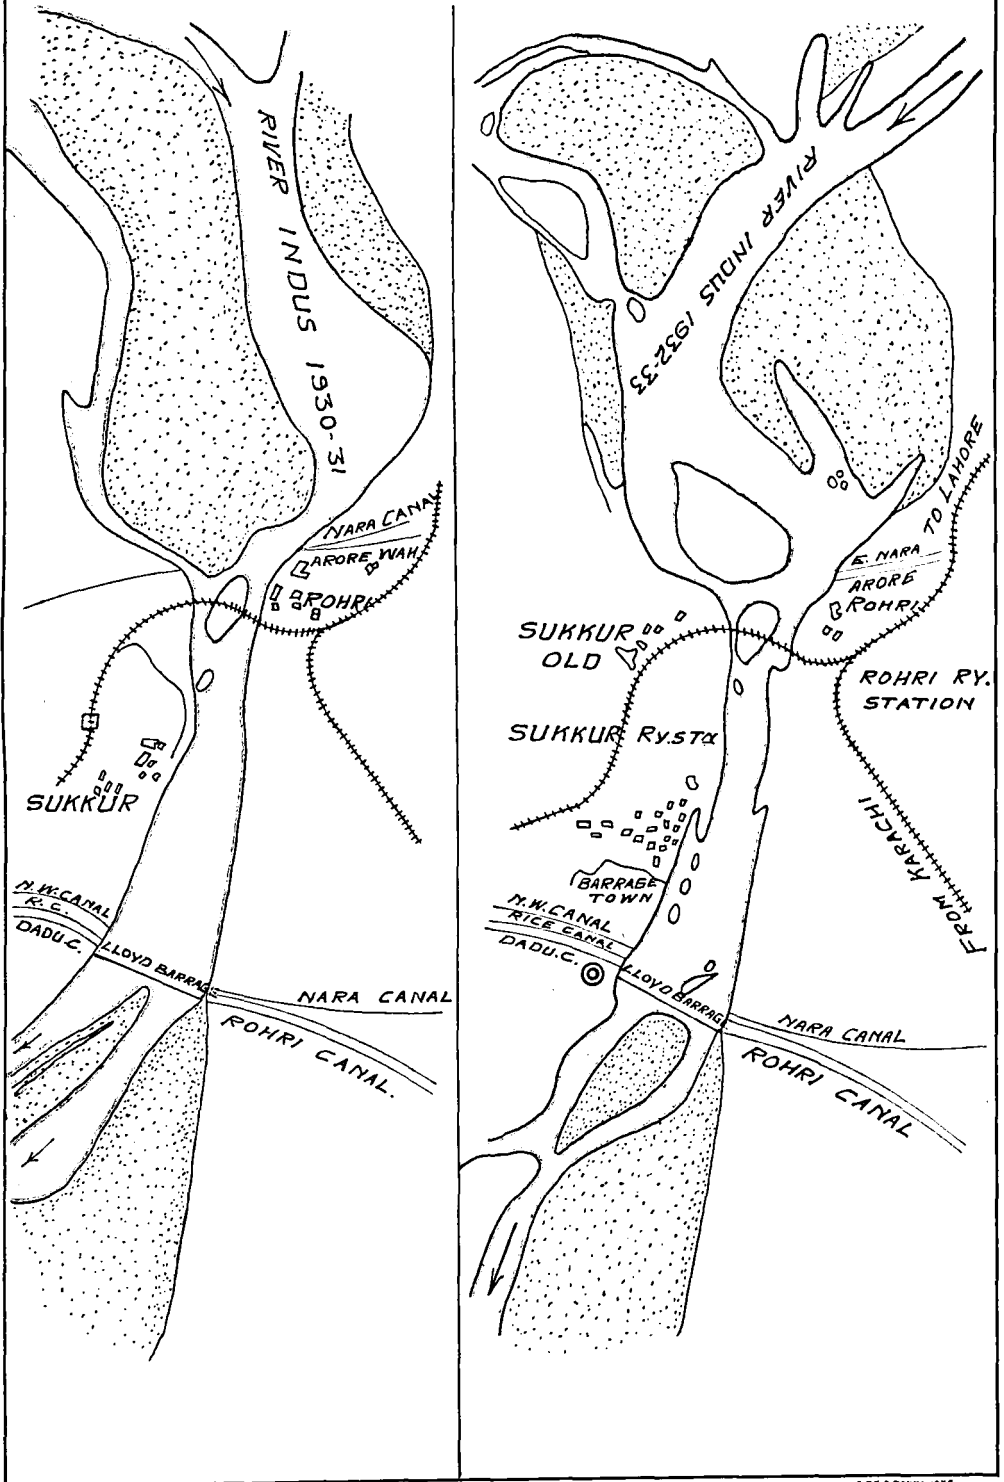 RIVER INDUS 1930-31
NARA CANAL
ARORE WAH
ROHRI
SUKKUR
N.W. CANAL
R. C.
DADU.C.
LLOYD BARRAGE
NARA CANAL
ROHRI CANAL.
RIVER INDUS 1932-33
TO LAHORE
E. NARA
ARORE
ROHRI
SUKKUR
OLD
ROHRI RY.
STATION
SUKKUR RY.STA
FROM KARACHI
BARRAGE
TOWN
N.W. CANAL
RICE CANAL
DADU.C.
LLOYD BARRAG
NARA CANAL
ROHRI CANAL